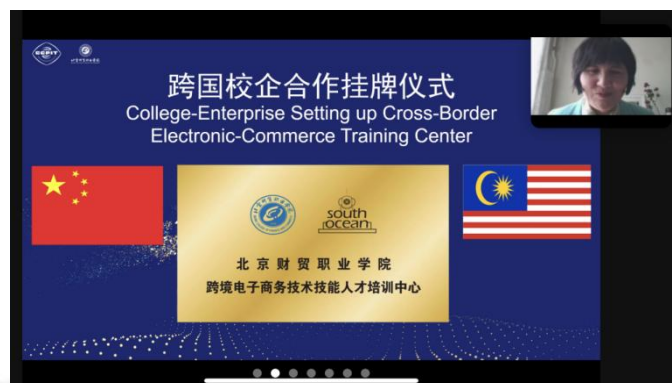 CCPIT
跨国校企合作挂牌仪式
College-Enterprise Setting up Cross-Border
Electronic-Commerce Training Center
south
ocean
北京财贸职业学院
跨境电子商务技术技能人才培训中心